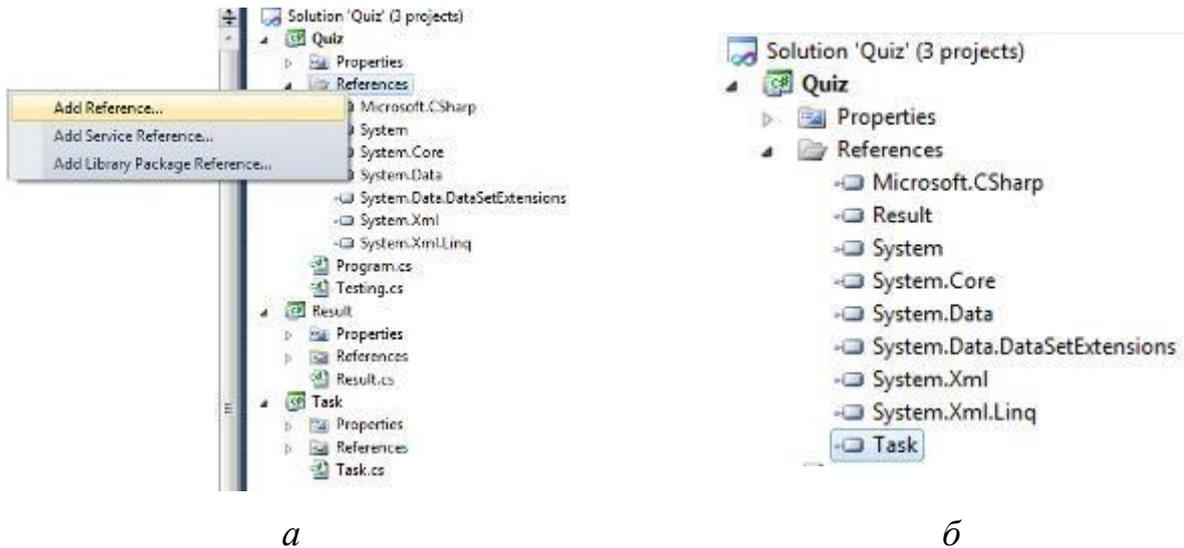 Solution 'Quiz' (3 projects)
Quiz
Properties
References
Add Reference...
Add Service Reference...
Add Library Package Reference...
Microsoft.CSharp
System
System.Core
System.Data
System.Data.DataSetExtensions
System.Xml
System.Xml.Linq
Program.cs
Testing.cs
Result
Properties
References
Result.cs
Task
Properties
References
Task.cs
а
Solution 'Quiz' (3 projects)
Quiz
Properties
References
Microsoft.CSharp
Result
System
System.Core
System.Data
System.Data.DataSetExtensions
System.Xml
System.Xml.Linq
Task
б